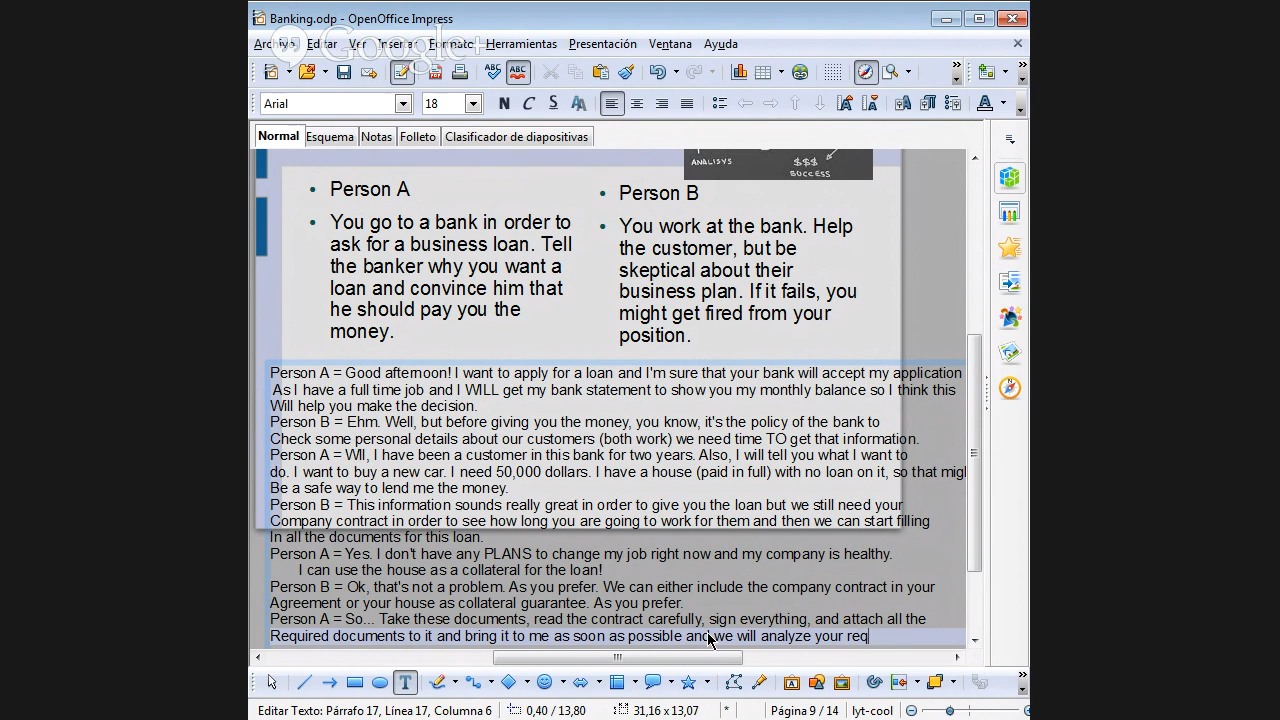 Banking.odp - OpenOffice Impress
Google+
Archivo Editar Ver Insertar Formato Herramientas Presentación Ventana Ayuda
Arial 18 N C S
Normal Esquema Notas Folleto Clasificador de diapositivas
ANALISYS $$$
SUCCESS
• Person A
• You go to a bank in order to
ask for a business loan. Tell
the banker why you want a
loan and convince him that
he should pay you the
money.
• Person B
• You work at the bank. Help
the customer, but be
skeptical about their
business plan. If it fails, you
might get fired from your
position.
Person A = Good afternoon! I want to apply for a loan and I'm sure that your bank will accept my application
As I have a full time job and I WILL get my bank statement to show you my monthly balance so I think this
Will help you make the decision.
Person B = Ehm. Well, but before giving you the money, you know, it's the policy of the bank to
Check some personal details about our customers (both work) we need time TO get that information.
Person A = Wll, I have been a customer in this bank for two years. Also, I will tell you what I want to
do. I want to buy a new car. I need 50,000 dollars. I have a house (paid in full) with no loan on it, so that migh
Be a safe way to lend me the money.
Person B = This information sounds really great in order to give you the loan but we still need your
Company contract in order to see how long you are going to work for them and then we can start filling
In all the documents for this loan.
Person A = Yes. I don't have any PLANS to change my job right now and my company is healthy.
I can use the house as a collateral for the loan!
Person B = Ok, that's not a problem. As you prefer. We can either include the company contract in your
Agreement or your house as collateral guarantee. As you prefer.
Person A = So... Take these documents, read the contract carefully, sign everything, and attach all the
Required documents to it and bring it to me as soon as possible and we will analyze your req
Editar Texto: Párrafo 17, Línea 17, Columna 6 0,40 / 13,80 31,16 x 13,07 * Página 9 / 14 lyt-cool